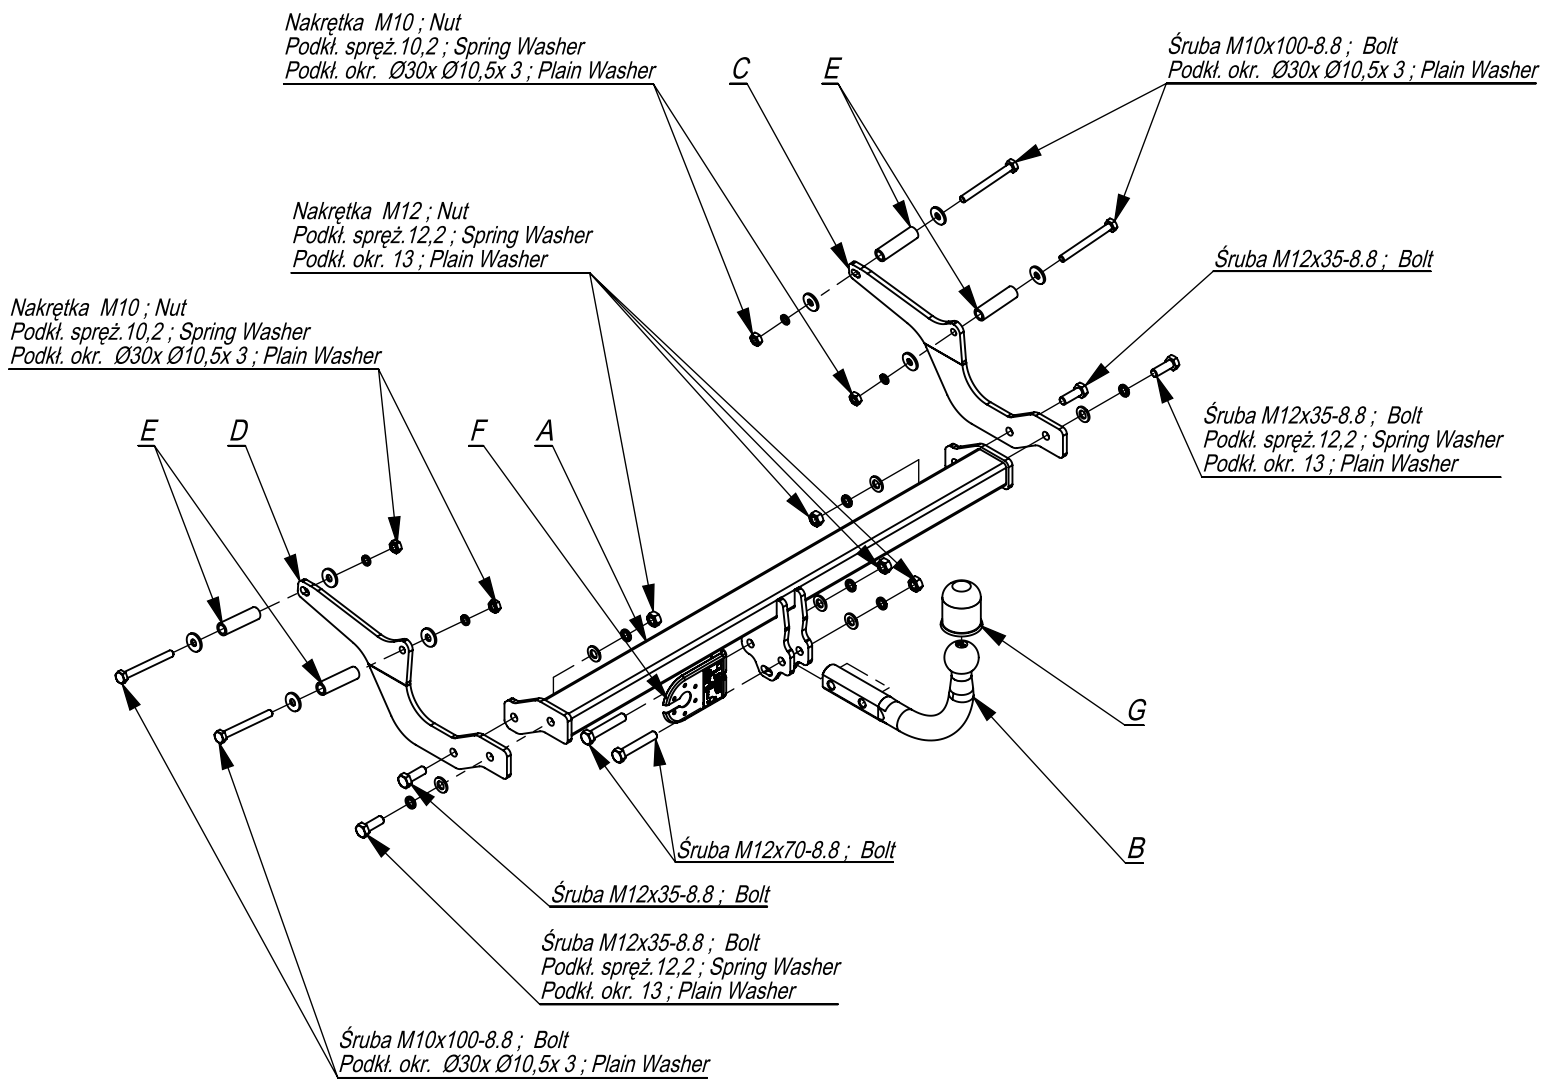 Nakrętka M10 ; Nut
Podkł. spręż.10,2 ; Spring Washer
Podkł. okr. Ø30x Ø10,5x 3 ; Plain Washer
C
E
Śruba M10x100-8.8 ; Bolt
Podkł. okr. Ø30x Ø10,5x 3 ; Plain Washer
Nakrętka M12 ; Nut
Podkł. spręż.12,2 ; Spring Washer
Podkł. okr. 13 ; Plain Washer
Śruba M12x35-8.8 ; Bolt
Nakrętka M10 ; Nut
Podkł. spręż.10,2 ; Spring Washer
Podkł. okr. Ø30x Ø10,5x 3 ; Plain Washer
Śruba M12x35-8.8 ; Bolt
Podkł. spręż.12,2 ; Spring Washer
Podkł. okr. 13 ; Plain Washer
E
D
F
A
G
B
Śruba M12x70-8.8 ; Bolt
Śruba M12x35-8.8 ; Bolt
Śruba M12x35-8.8 ; Bolt
Podkł. spręż.12,2 ; Spring Washer
Podkł. okr. 13 ; Plain Washer
Śruba M10x100-8.8 ; Bolt
Podkł. okr. Ø30x Ø10,5x 3 ; Plain Washer